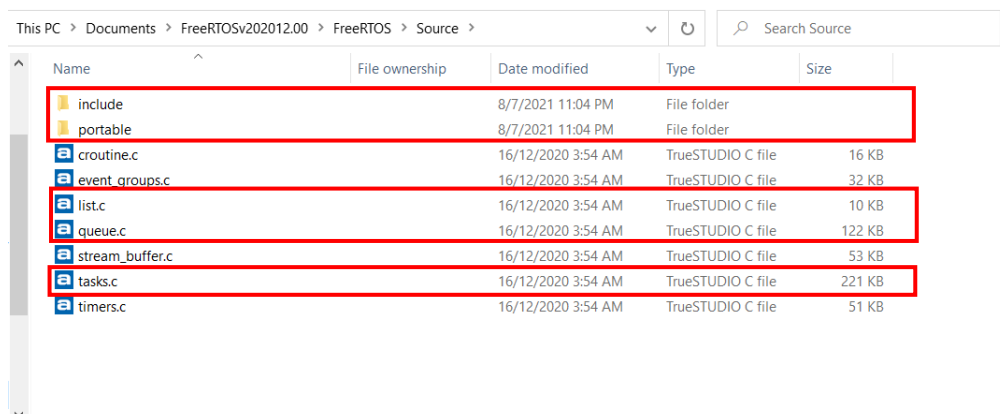 This PC > Documents > FreeRTOSv202012.00 > FreeRTOS > Source > Search Source
Name File ownership Date modified Type Size
include 8/7/2021 11:04 PM File folder
portable 8/7/2021 11:04 PM File folder
croutine.c 16/12/2020 3:54 AM TrueSTUDIO C file 16 KB
event_groups.c 16/12/2020 3:54 AM TrueSTUDIO C file 32 KB
list.c 16/12/2020 3:54 AM TrueSTUDIO C file 10 KB
queue.c 16/12/2020 3:54 AM TrueSTUDIO C file 122 KB
stream_buffer.c 16/12/2020 3:54 AM TrueSTUDIO C file 53 KB
tasks.c 16/12/2020 3:54 AM TrueSTUDIO C file 221 KB
timers.c 16/12/2020 3:54 AM TrueSTUDIO C file 51 KB